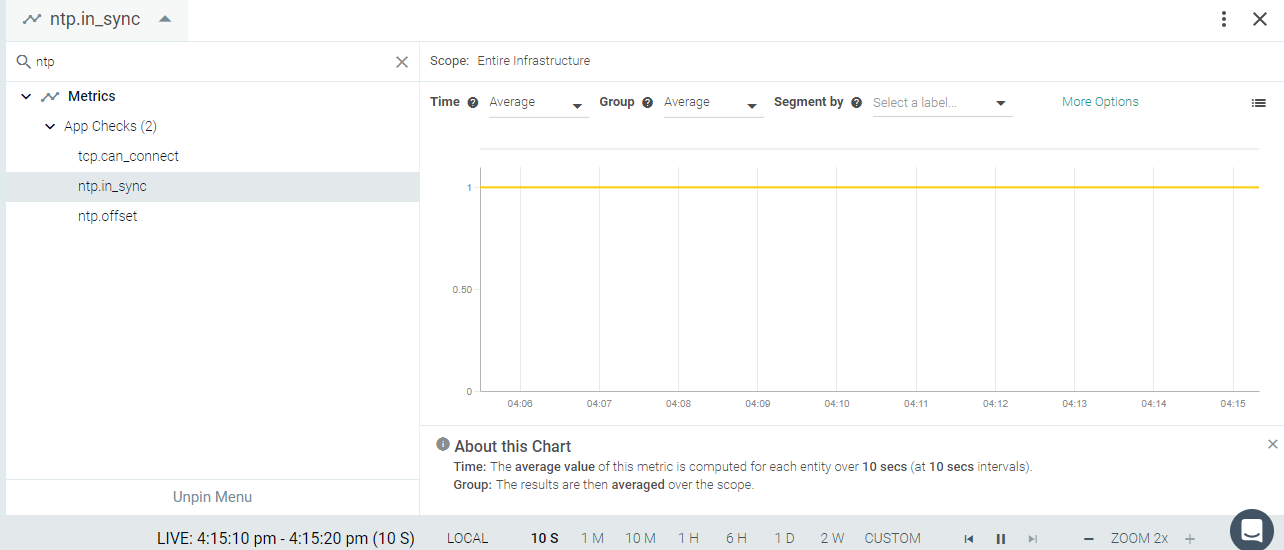 ntp.in_sync
ntp
Metrics
App Checks (2)
tcp.can_connect
ntp.in_sync
ntp.offset
Unpin Menu
Scope: Entire Infrastructure
Time ? Average Group ? Average Segment by ? Select a label... More Options
1
0.50
0
04:06 04:07 04:08 04:09 04:10 04:11 04:12 04:13 04:14 04:15
i About this Chart
Time: The average value of this metric is computed for each entity over 10 secs (at 10 secs intervals).
Group: The results are then averaged over the scope.
LIVE: 4:15:10 pm - 4:15:20 pm (10 S) LOCAL 10 S 1 M 10 M 1 H 6 H 1 D 2 W CUSTOM ZOOM 2x